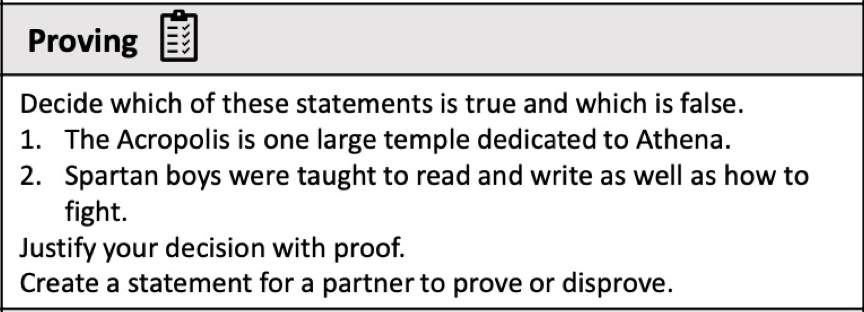 Proving
Decide which of these statements is true and which is false.
1. The Acropolis is one large temple dedicated to Athena.
2. Spartan boys were taught to read and write as well as how to
fight.
Justify your decision with proof.
Create a statement for a partner to prove or disprove.